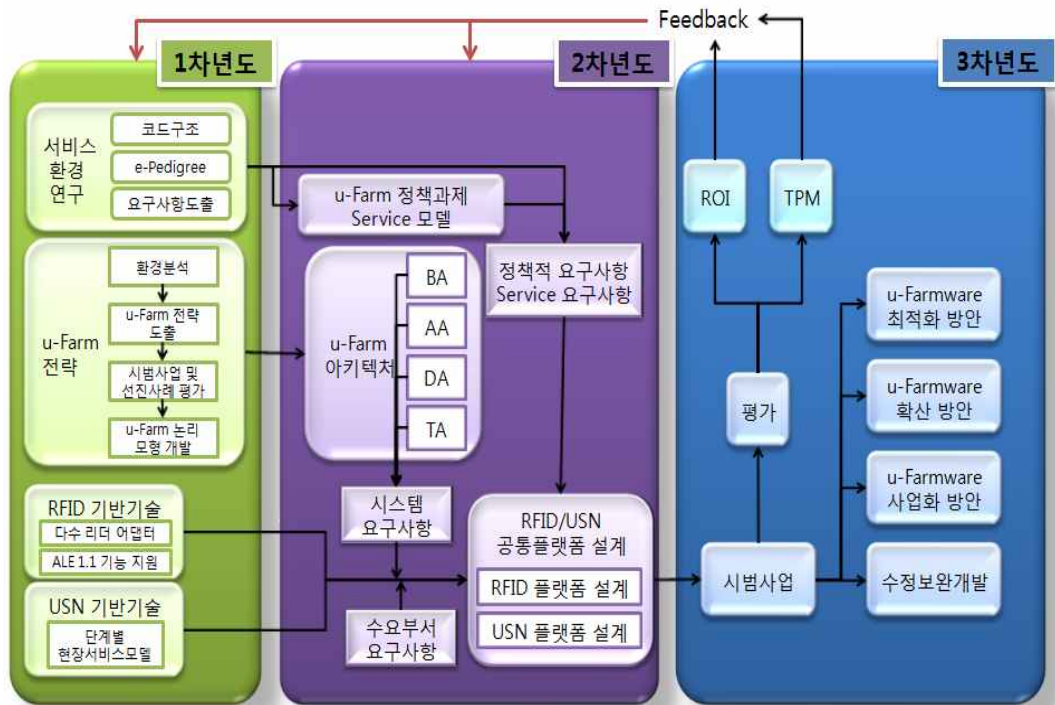 Feedback
1차년도
서비스
환경
연구
코드구조
e-Pedigree
요구사항도출
u-Farm
전략
환경분석
u-Farm 전략
도출
시범사업 및
선진사례 평가
u-Farm 논리
모형 개발
RFID 기반기술
다수 리더 어댑터
ALE 1.1 기능 지원
USN 기반기술
단계별
현장서비스모델
2차년도
u-Farm 정책과제
Service 모델
정책적 요구사항
Service 요구사항
u-Farm
아키텍처
BA
AA
DA
TA
시스템
요구사항
수요부서
요구사항
RFID/USN
공통플랫폼 설계
RFID 플랫폼 설계
USN 플랫폼 설계
3차년도
ROI
TPM
평가
시범사업
u-Farmware
최적화 방안
u-Farmware
확산 방안
u-Farmware
사업화 방안
수정보완개발